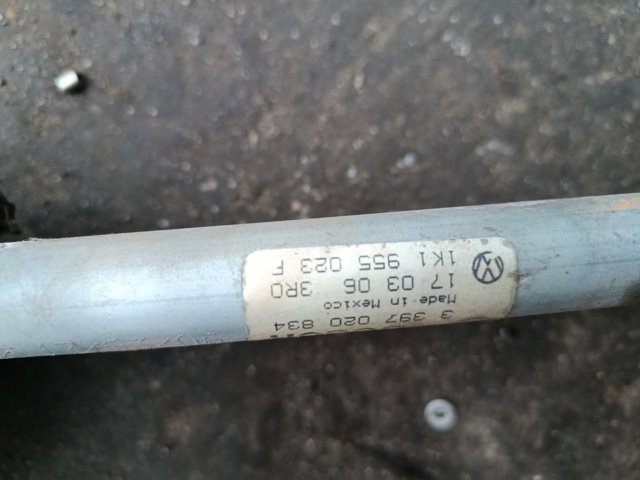 3 397 020 834
Made in Mexico
17 03 06 3R0
1K1 955 023 F